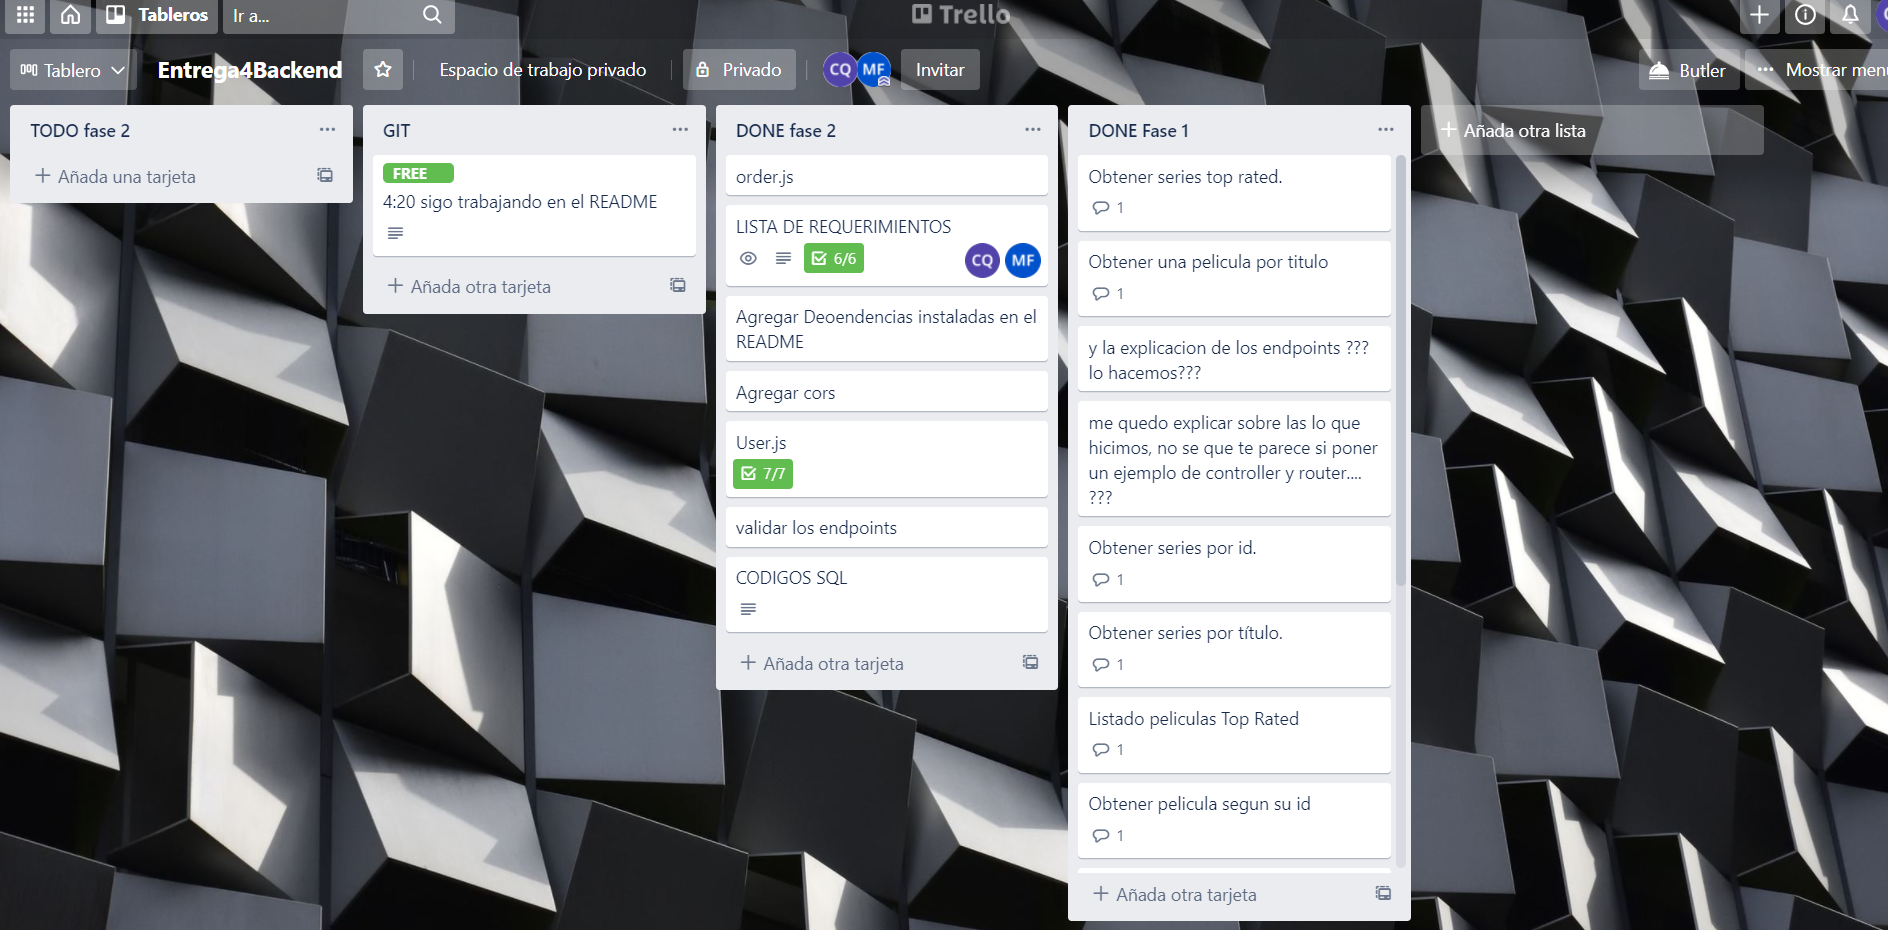 Tableros
Ir a...
Trello
Tablero
Entrega4Backend
Espacio de trabajo privado
Privado
CQ
MF
Invitar
Butler
Mostrar menú
TODO fase 2
Añada una tarjeta
GIT
FREE
4:20 sigo trabajando en el README
Añada otra tarjeta
DONE fase 2
order.js
LISTA DE REQUERIMIENTOS
6/6
CQ
MF
Agregar Deoendencias instaladas en el
README
Agregar cors
User.js
7/7
validar los endpoints
CODIGOS SQL
Añada otra tarjeta
DONE Fase 1
Obtener series top rated.
1
Obtener una pelicula por titulo
1
y la explicacion de los endpoints ???
lo hacemos???
me quedo explicar sobre las lo que
hicimos, no se que te parece si poner
un ejemplo de controller y router....
???
Obtener series por id.
1
Obtener series por título.
1
Listado peliculas Top Rated
1
Obtener pelicula segun su id
1
Añada otra tarjeta
Añada otra lista